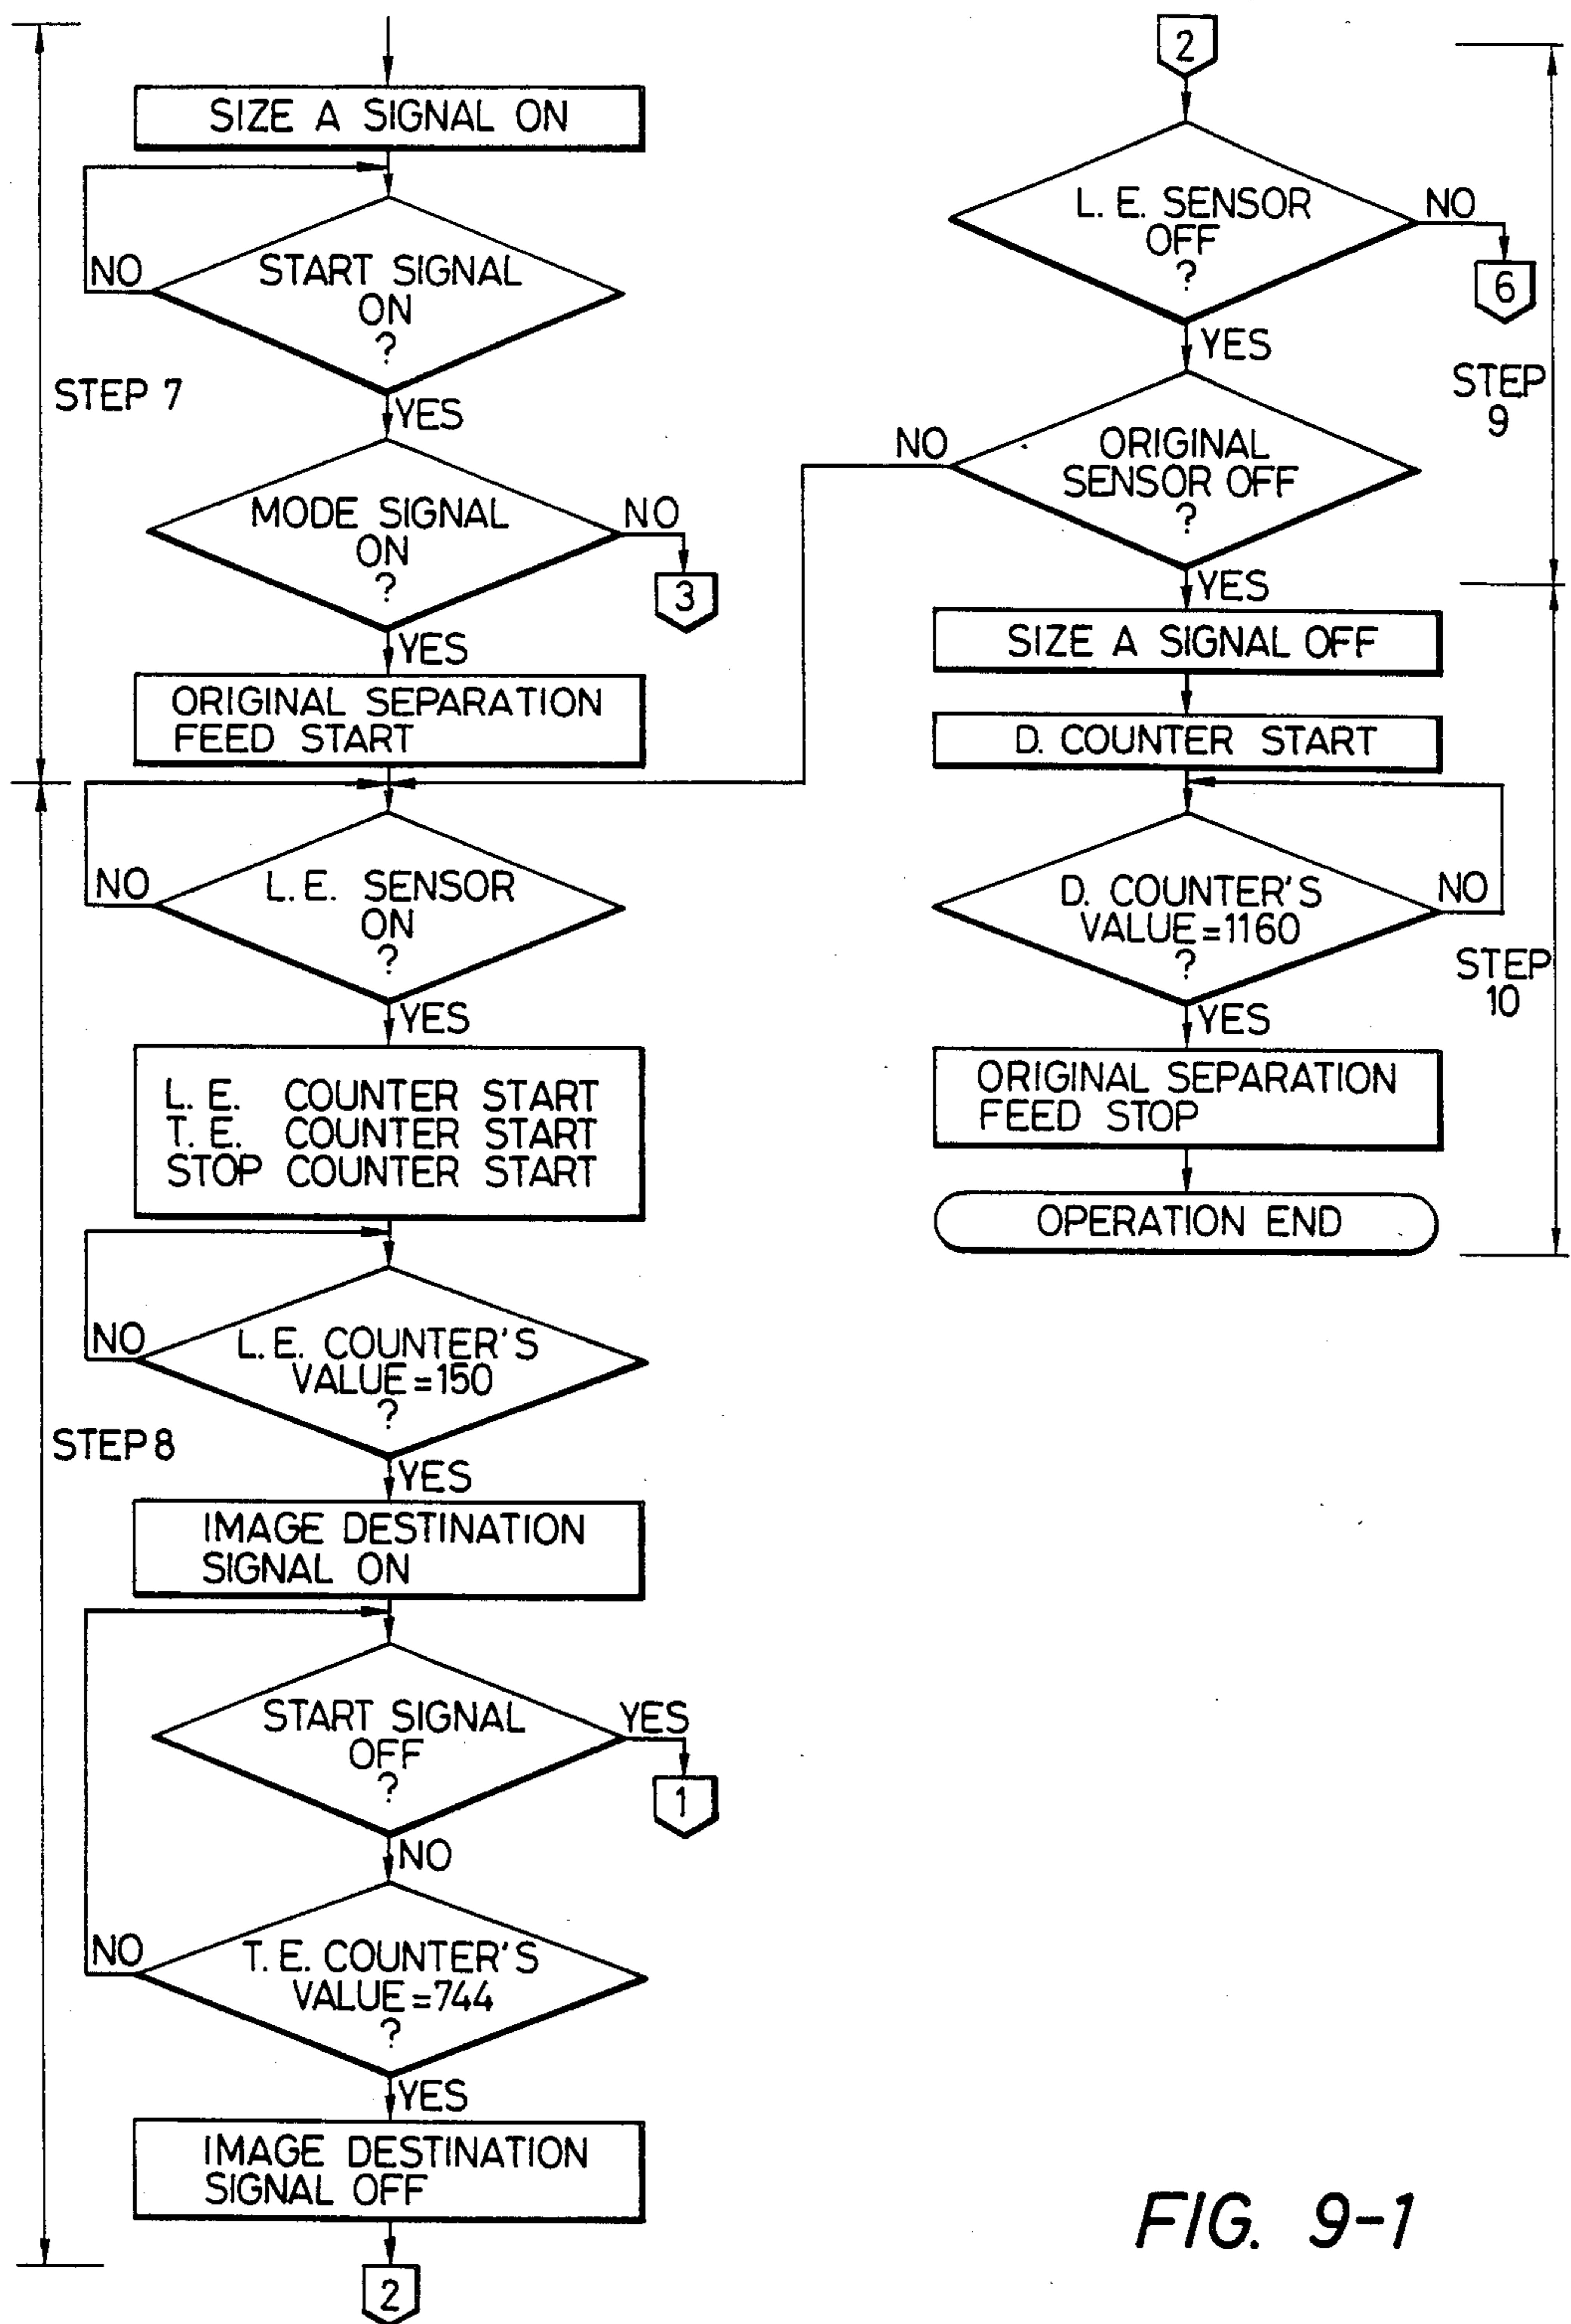 SIZE A SIGNAL ON
NO
START SIGNAL
ON
?
STEP 7
YES
MODE SIGNAL
ON
?
NO
3
YES
ORIGINAL SEPARATION
FEED START
NO
L. E. SENSOR
ON
?
YES
L. E. COUNTER START
T. E. COUNTER START
STOP COUNTER START
NO
L. E. COUNTER'S
VALUE=150
?
STEP 8
YES
IMAGE DESTINATION
SIGNAL ON
START SIGNAL
OFF
?
YES
1
NO
NO
T. E. COUNTER'S
VALUE=744
?
YES
IMAGE DESTINATION
SIGNAL OFF
2
2
L. E. SENSOR
OFF
?
NO
6
YES
STEP
9
NO
ORIGINAL
SENSOR OFF
?
YES
SIZE A SIGNAL OFF
D. COUNTER START
D. COUNTER'S
VALUE=1160
?
NO
STEP
10
YES
ORIGINAL SEPARATION
FEED STOP
OPERATION END
FIG. 9-1